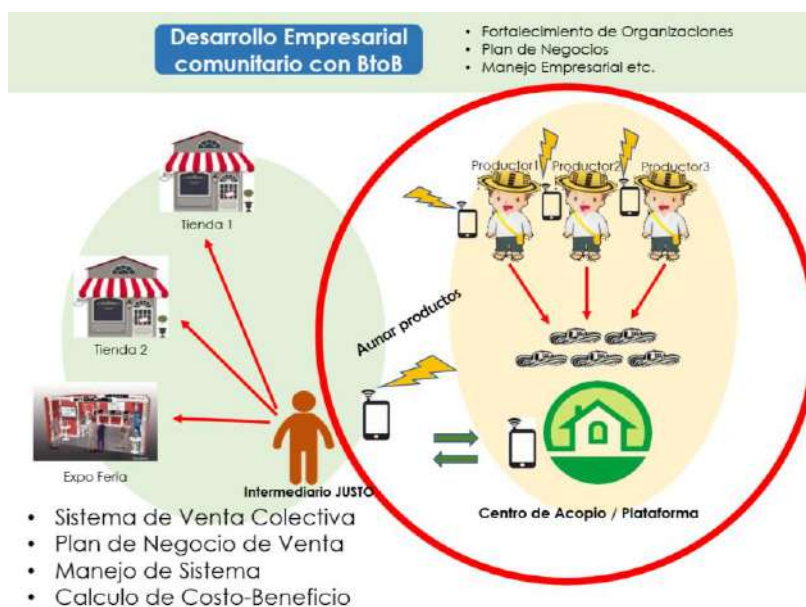 Desarrollo Empresarial
comunitario con BtoB
• Fortalecimiento de Organizaciones
• Plan de Negocios
• Manejo Empresarial etc.
Productor1
Productor2
Productor3
Tienda 1
Tienda 2
Aunar productos
Expo Feria
Intermediario JUSTO
Centro de Acopio / Plataforma
• Sistema de Venta Colectiva
• Plan de Negocio de Venta
• Manejo de Sistema
• Calculo de Costo-Beneficio